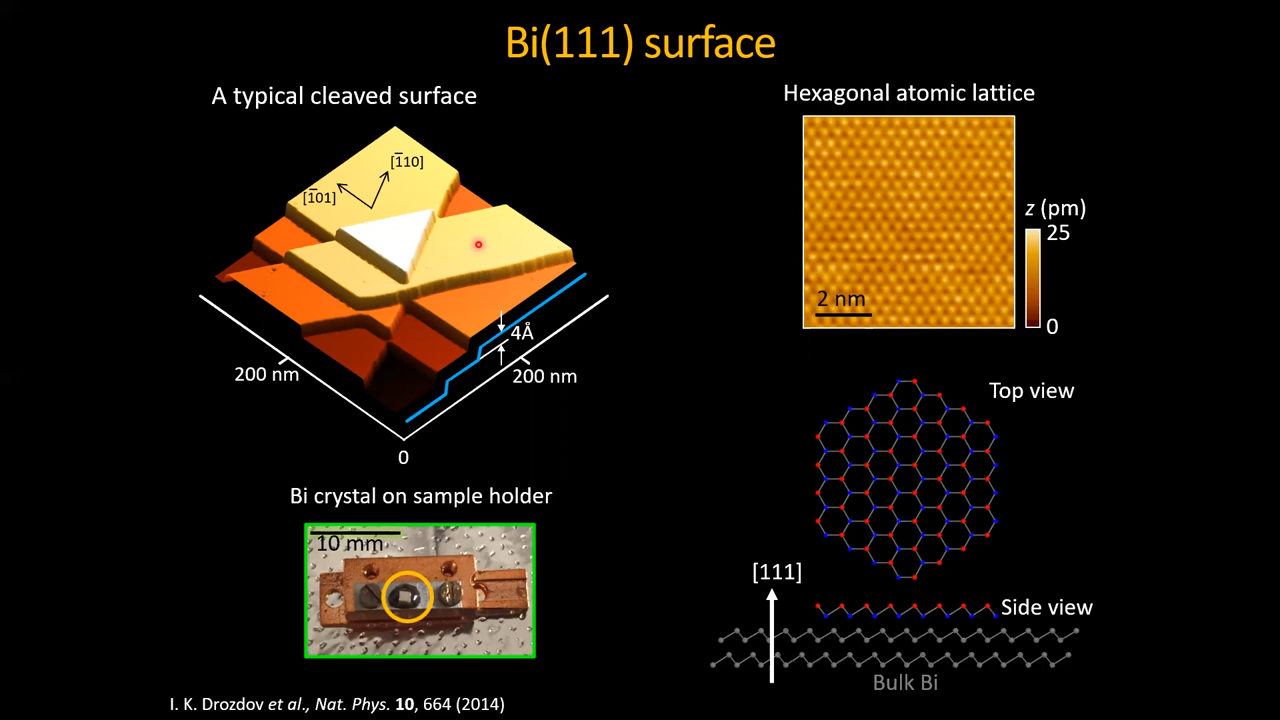 Bi(111) surface
A typical cleaved surface
[1̅10]
[1̅01]
4Å
200 nm
200 nm
0
Hexagonal atomic lattice
2 nm
z (pm)
25
0
Bi crystal on sample holder
10 mm
Top view
[111]
Side view
Bulk Bi
I. K. Drozdov et al., Nat. Phys. 10, 664 (2014)